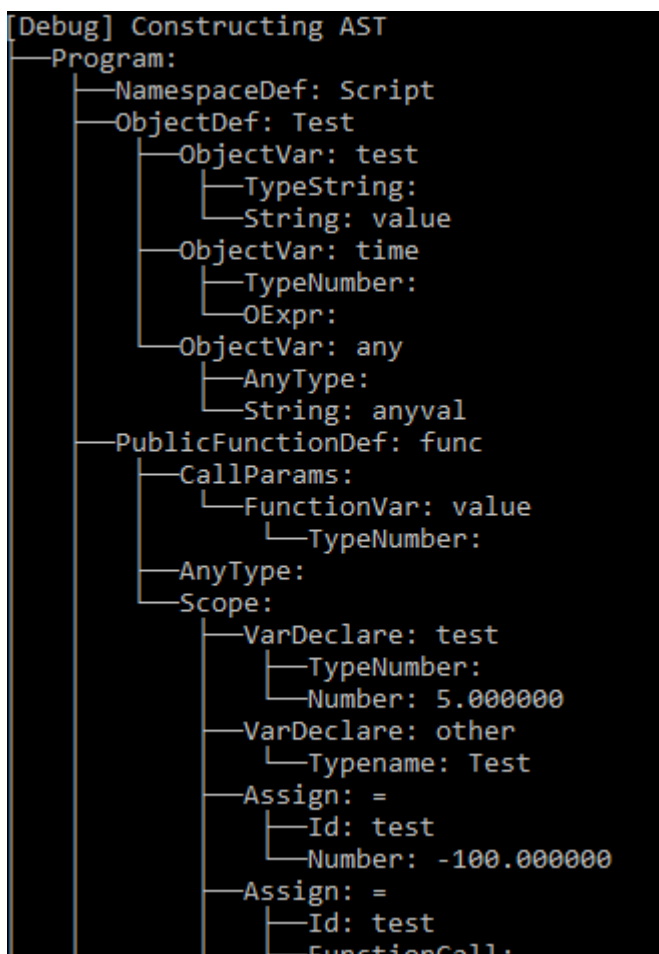 [Debug] Constructing AST
Program:
NamespaceDef: Script
ObjectDef: Test
ObjectVar: test
TypeString:
String: value
ObjectVar: time
TypeNumber:
OExpr:
ObjectVar: any
AnyType:
String: anyval
PublicFunctionDef: func
CallParams:
FunctionVar: value
TypeNumber:
AnyType:
Scope:
VarDeclare: test
TypeNumber:
Number: 5.000000
VarDeclare: other
Typename: Test
Assign: =
Id: test
Number: -100.000000
Assign: =
Id: test
FunctionCall: